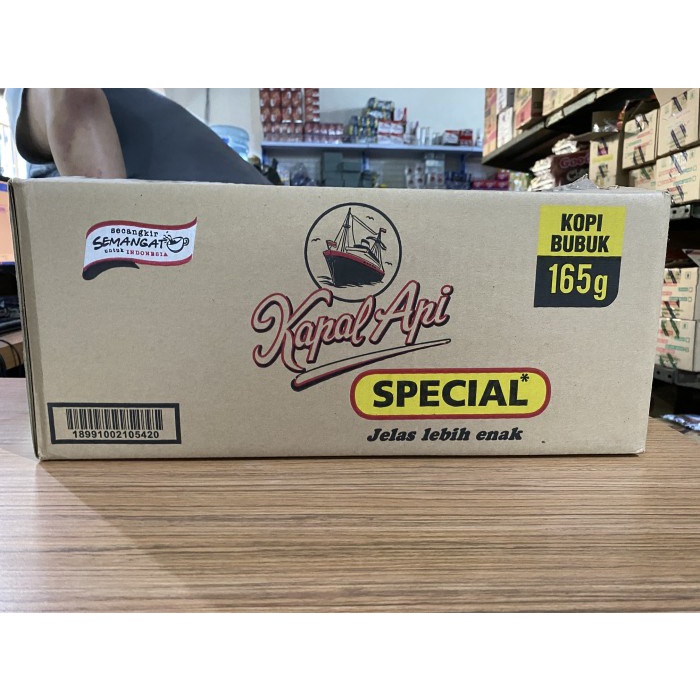 secangkir
SEMANGAT
untuk INDONESIA
Kapal Api
SPECIAL*
Jelas lebih enak
KOPI
BUBUK
165g
18991002105420